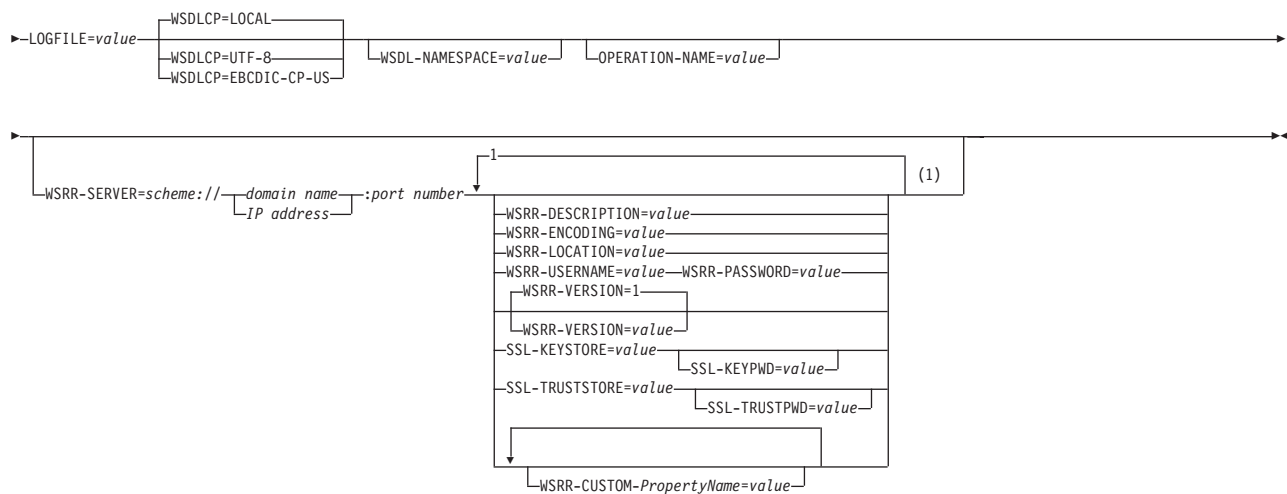 WSDLCP=LOCAL
LOGFILE=value
WSDLCP=UTF-8
WSDLCP=EBCDIC-CP-US
WSDL-NAMESPACE=value
OPERATION-NAME=value
1
(1)
WSRR-SERVER=scheme:// domain name :port number
IP address
WSRR-DESCRIPTION=value
WSRR-ENCODING=value
WSRR-LOCATION=value
WSRR-USERNAME=value WSRR-PASSWORD=value
WSRR-VERSION=1
WSRR-VERSION=value
SSL-KEYSTORE=value
SSL-KEYPWD=value
SSL-TRUSTSTORE=value
SSL-TRUSTPWD=value
WSRR-CUSTOM-PropertyName=value